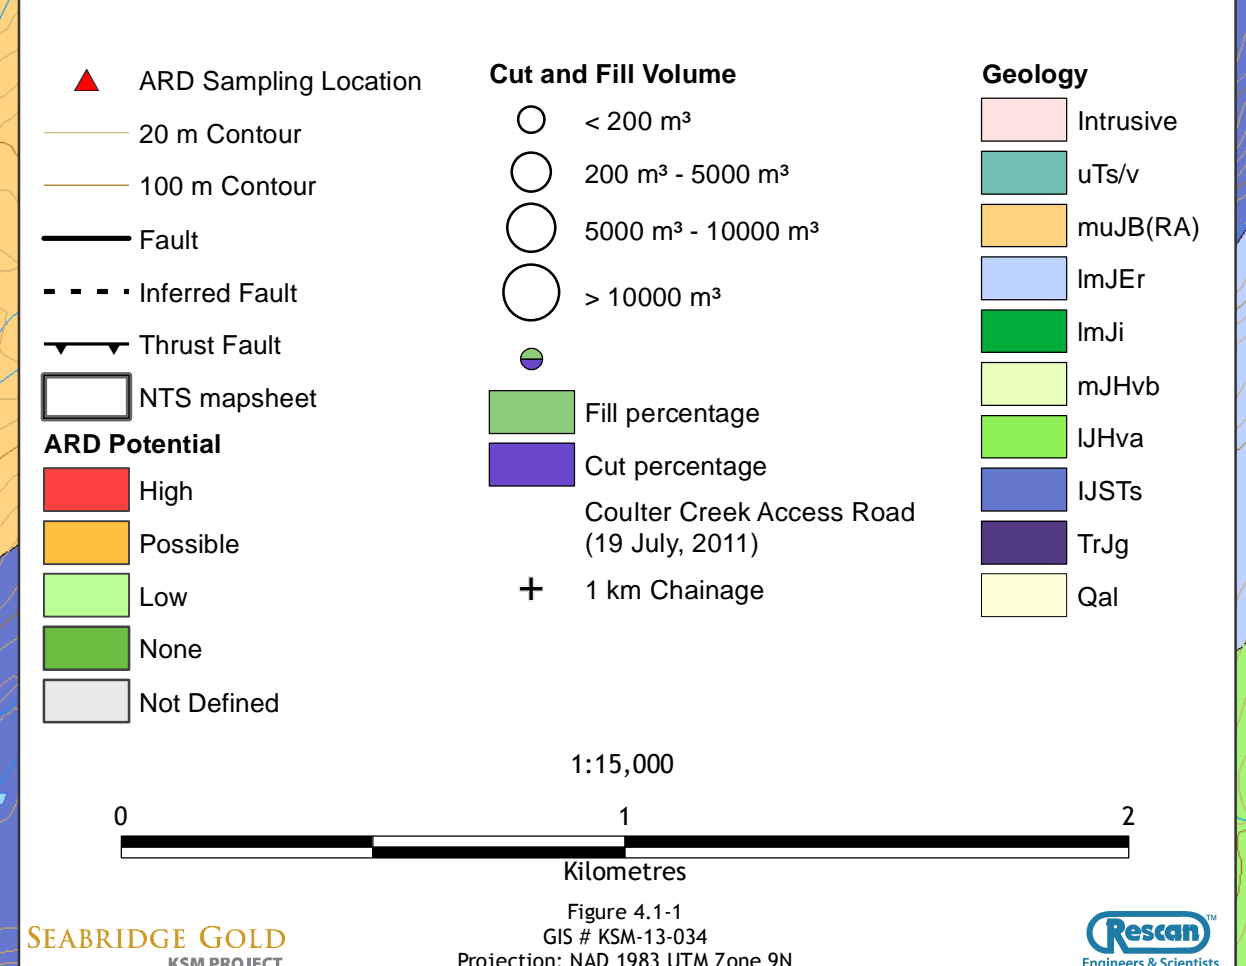 ARD Sampling Location
20 m Contour
100 m Contour
Fault
Inferred Fault
Thrust Fault
NTS mapsheet
ARD Potential
High
Possible
Low
None
Not Defined
Cut and Fill Volume
< 200 m³
200 m³ - 5000 m³
5000 m³ - 10000 m³
> 10000 m³
Fill percentage
Cut percentage
Coulter Creek Access Road
(19 July, 2011)
1 km Chainage
Geology
Intrusive
uTs/v
muJB(RA)
lmJEr
lmJi
mJHvb
lJHva
lJSTs
TrJg
Qal
1:15,000
0 1 2
Kilometres
Figure 4.1-1
GIS # KSM-13-034
Projection: NAD 1983 UTM Zone 9N
SEABRIDGE GOLD
KSM PROJECT
Rescan™
Engineers & Scientists